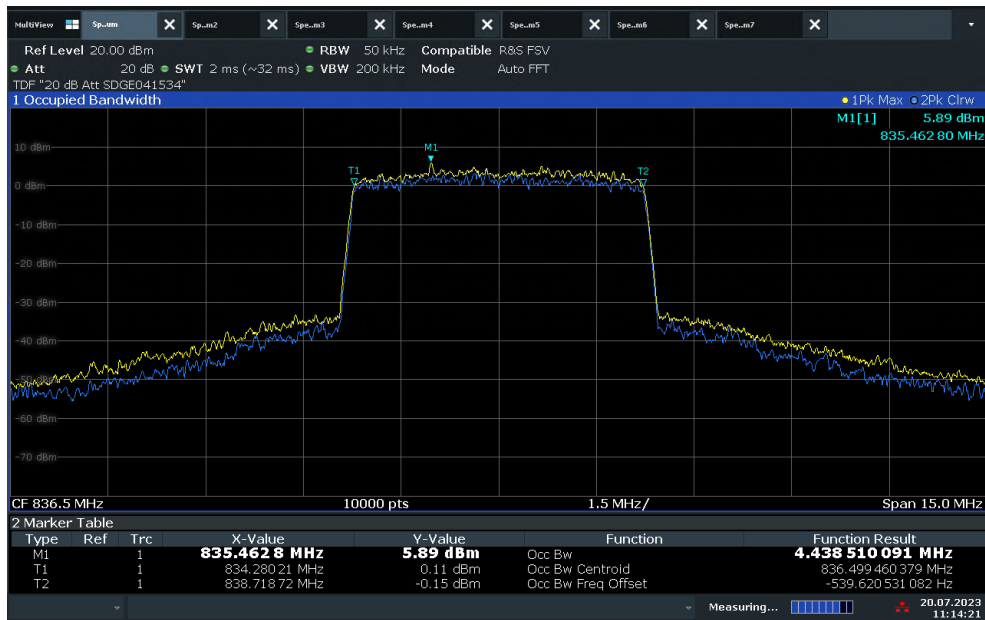 MultiView Sp..um Sp..m2 Spe..m3 Spe..m4 Spe..m5 Spe..m6 Spe..m7
Ref Level 20.00 dBm RBW 50 kHz Compatible R&S FSV
Att 20 dB SWT 2 ms (~32 ms) VBW 200 kHz Mode Auto FFT
TDF "20 dB Att SDGE041534"
1 Occupied Bandwidth 1Pk Max 2Pk Clrw
M1[1] 5.89 dBm
835.462 80 MHz
10 dBm
M1
T1 T2
0 dBm
-10 dBm
-20 dBm
-30 dBm
-40 dBm
-50 dBm
-60 dBm
-70 dBm
CF 836.5 MHz 10000 pts 1.5 MHz/ Span 15.0 MHz
2 Marker Table
Type Ref Trc X-Value Y-Value Function Function Result
M1 1 835.462 8 MHz 5.89 dBm Occ Bw 4.438 510 091 MHz
T1 1 834.280 21 MHz 0.11 dBm Occ Bw Centroid 836.499 460 379 MHz
T2 1 838.718 72 MHz -0.15 dBm Occ Bw Freq Offset -539.620 531 082 Hz
Measuring... 20.07.2023
11:14:21